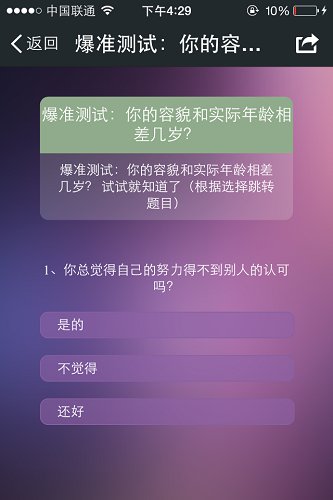 中国联通 下午4:29 10%
返回 爆准测试：你的容...
爆准测试：你的容貌和实际年龄相
差几岁？
爆准测试：你的容貌和实际年龄相差
几岁？ 试试就知道了（根据选择跳转
题目）
1、你总觉得自己的努力得不到别人的认可
吗?
是的
不觉得
还好